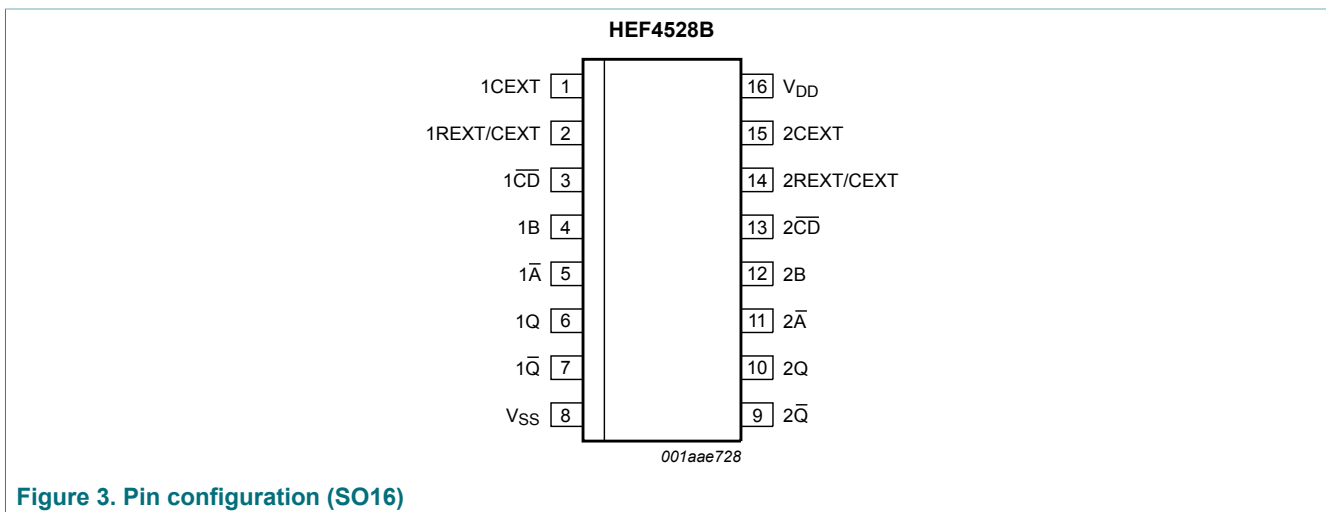 HEF4528B
1CEXT 1
1REXT/CEXT 2
1C̅D̅ 3
1B 4
1A̅ 5
1Q 6
1Q̅ 7
VSS 8
16 VDD
15 2CEXT
14 2REXT/CEXT
13 2C̅D̅
12 2B
11 2A̅
10 2Q
9 2Q̅
001aae728
Figure 3. Pin configuration (SO16)